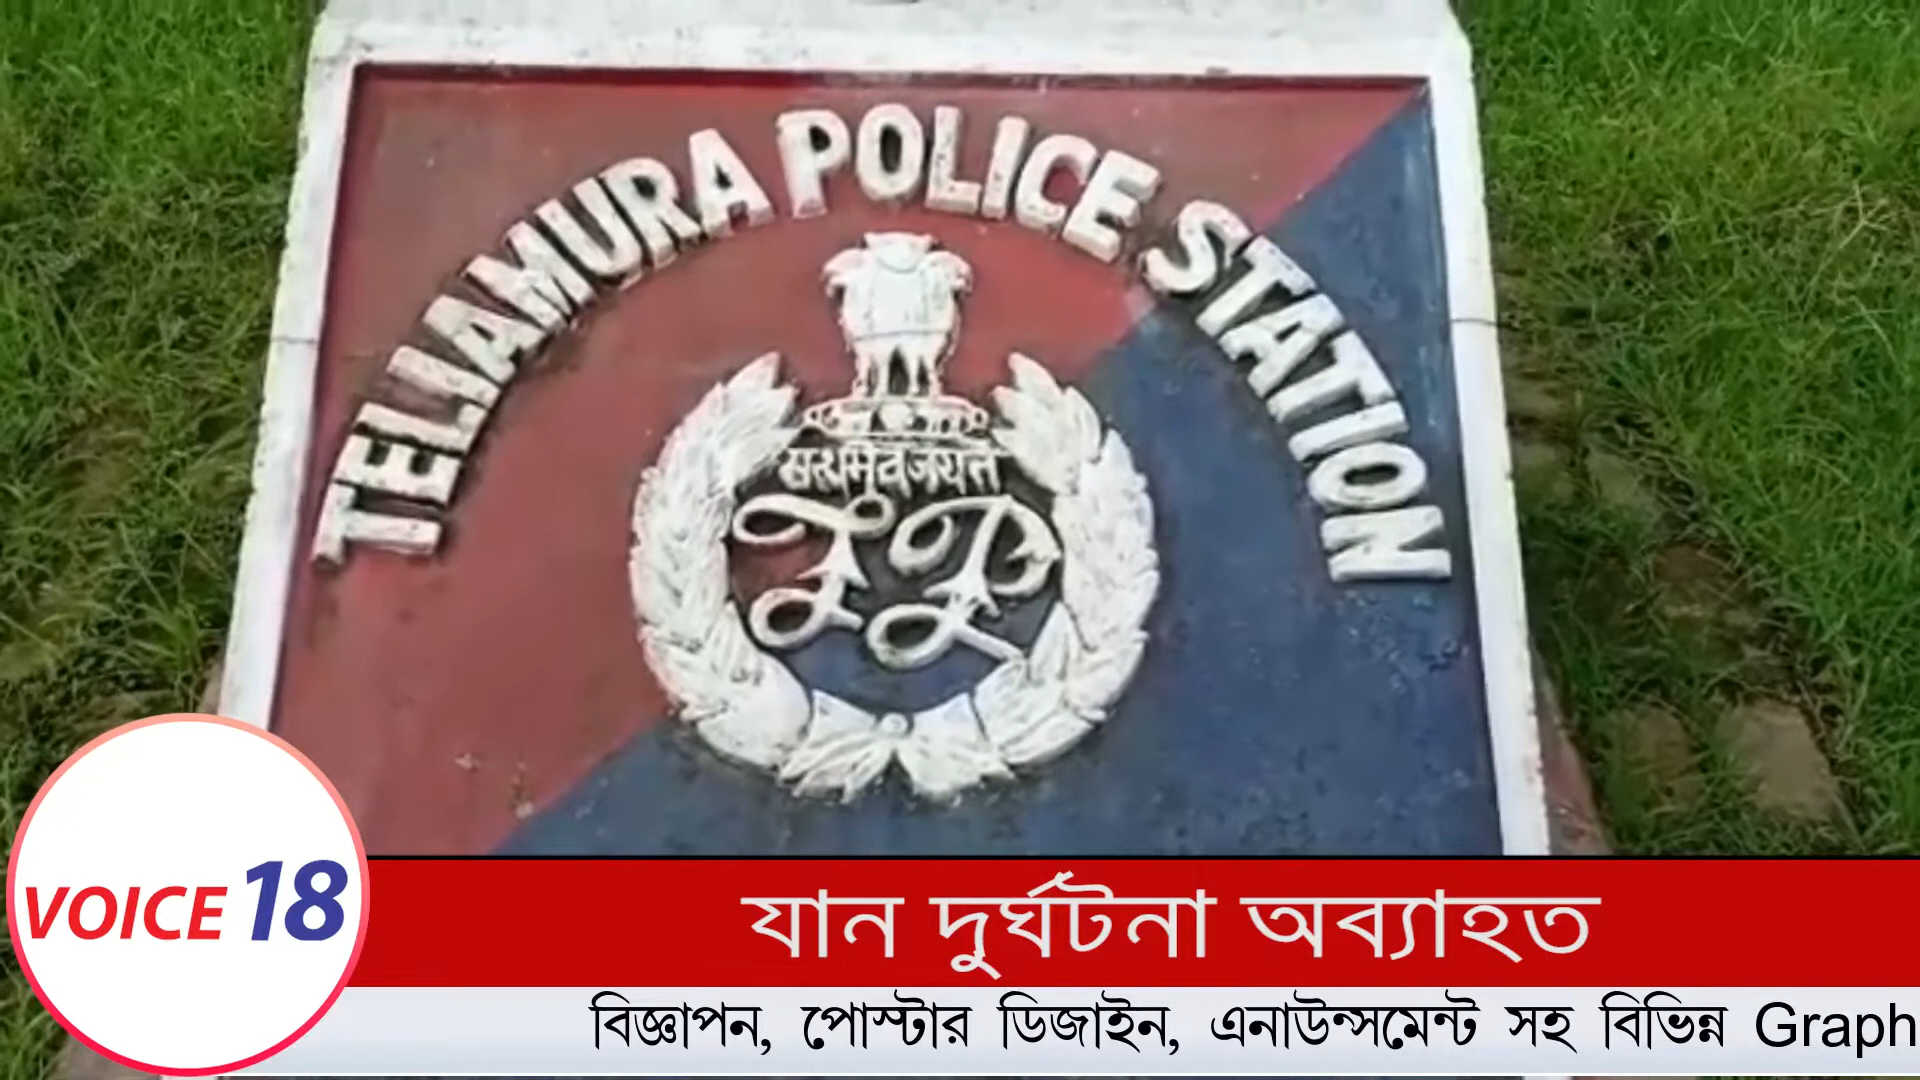 TELIAMURA POLICE STATION
सत्यमेव जयते
TP
VOICE 18
যান দুর্ঘটনা অব্যাহত
বিজ্ঞাপন, পোস্টার ডিজাইন, এনাউন্সমেন্ট সহ বিভিন্ন Graph